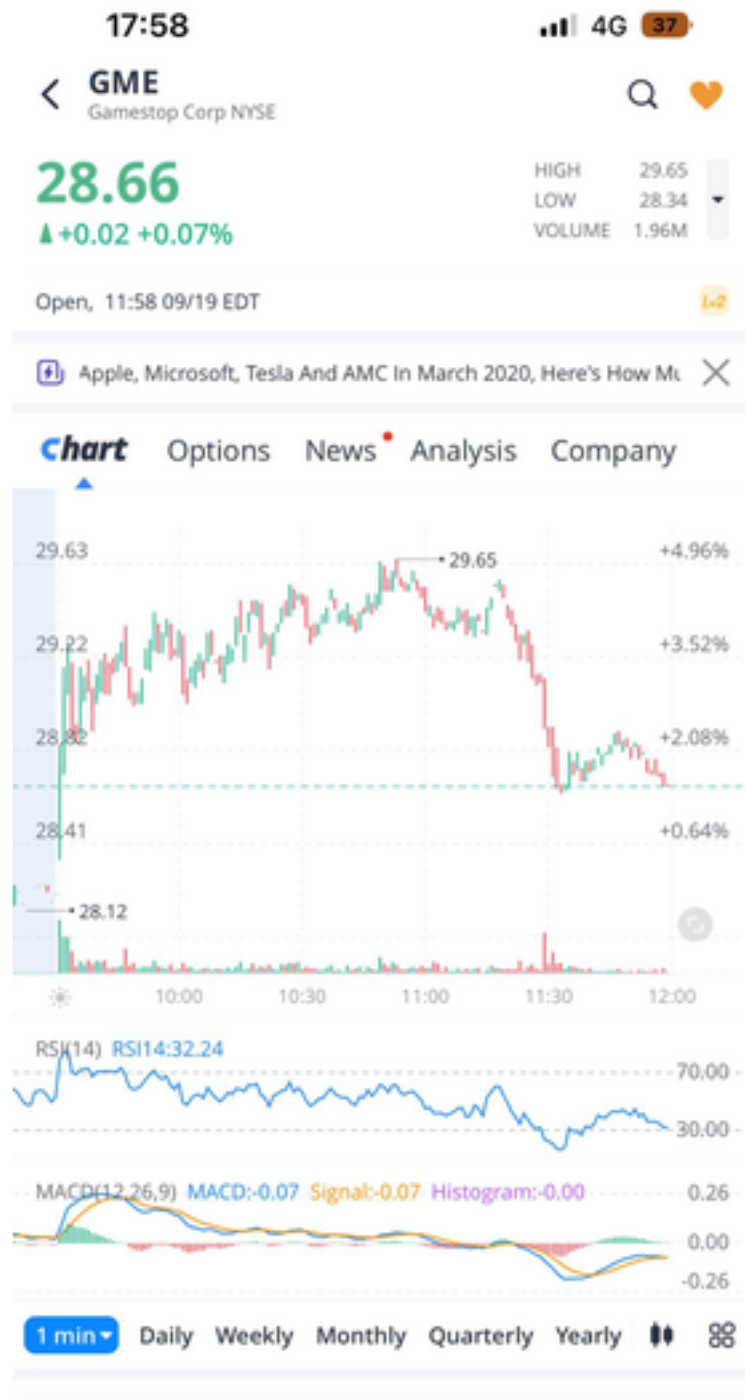 17:58
4G 37
GME
Gamestop Corp NYSE
28.66
+0.02 +0.07%
HIGH 29.65
LOW 28.34
VOLUME 1.96M
Open, 11:58 09/19 EDT
Lv2
Apple, Microsoft, Tesla And AMC In March 2020, Here's How Mu
Chart Options News Analysis Company
29.63 +4.96%
29.65
29.22 +3.52%
28.82 +2.08%
28.41 +0.64%
28.12
10:00 10:30 11:00 11:30 12:00
RSI(14) RSI14:32.24
70.00
30.00
MACD(12,26,9) MACD:-0.07 Signal:-0.07 Histogram:-0.00 0.26
0.00
-0.26
1 min Daily Weekly Monthly Quarterly Yearly